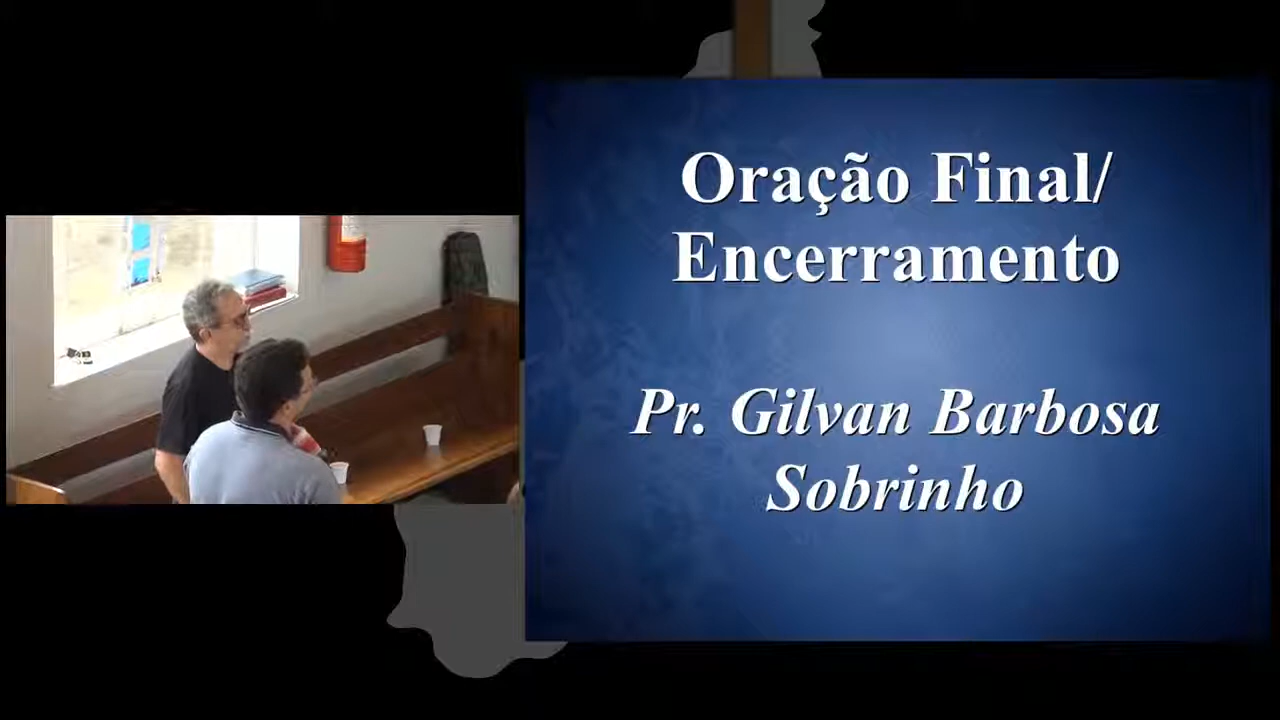 Oração Final/
Encerramento
Pr. Gilvan Barbosa
Sobrinho